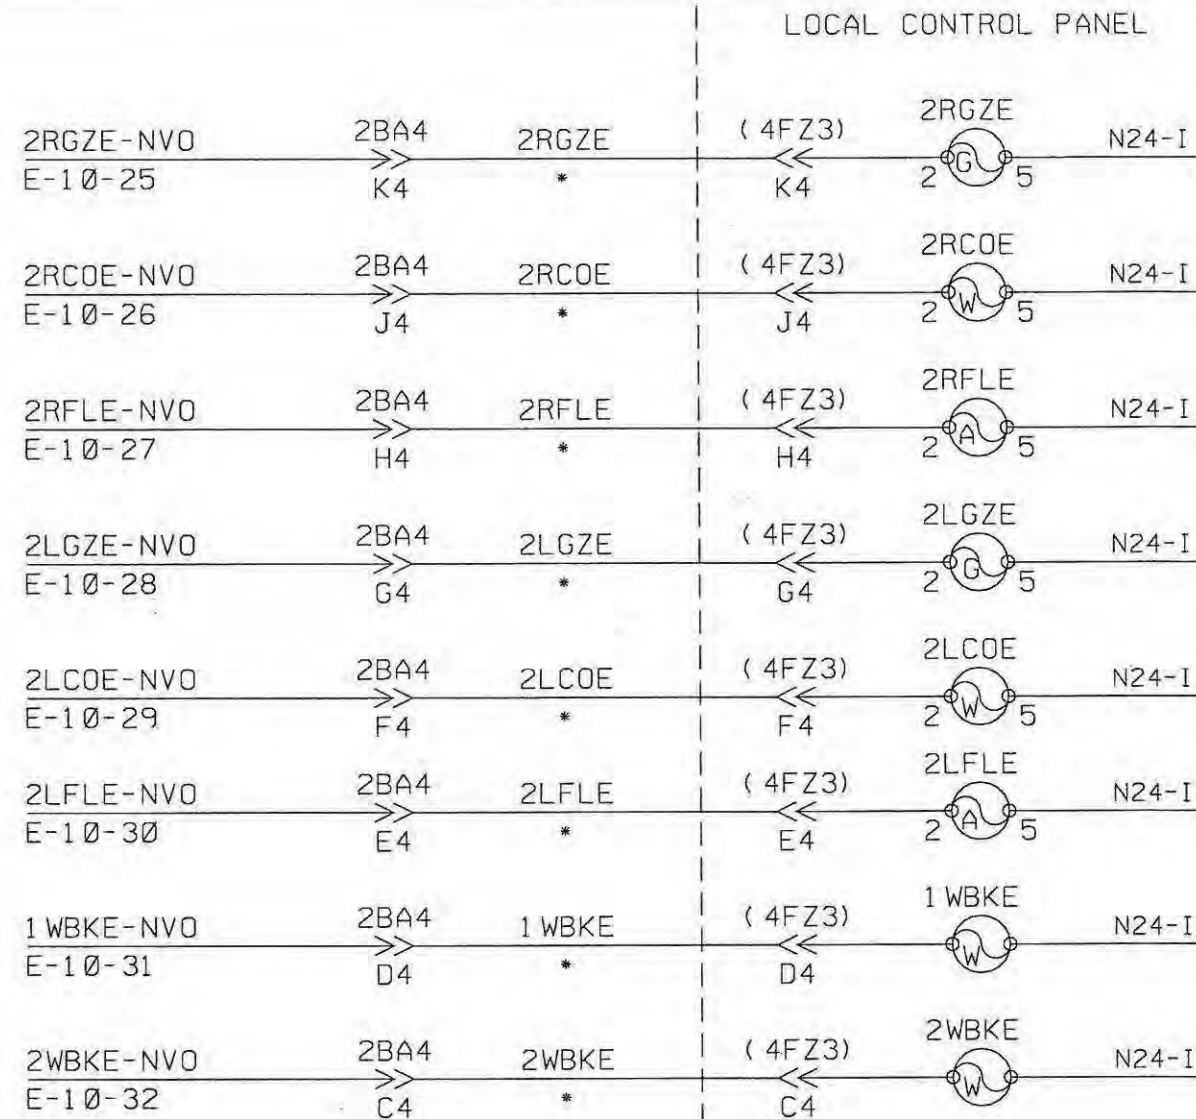 LOCAL CONTROL PANEL
2RGZE-NVO 2BA4 2RGZE (4FZ3) 2RGZE N24-I
E-10-25 K4 * K4 2 G 5
2RCOE-NVO 2BA4 2RCOE (4FZ3) 2RCOE N24-I
E-10-26 J4 * J4 2 W 5
2RFLE-NVO 2BA4 2RFLE (4FZ3) 2RFLE N24-I
E-10-27 H4 * H4 2 A 5
2LGZE-NVO 2BA4 2LGZE (4FZ3) 2LGZE N24-I
E-10-28 G4 * G4 2 G 5
2LCOE-NVO 2BA4 2LCOE (4FZ3) 2LCOE N24-I
E-10-29 F4 * F4 2 W 5
2LFLE-NVO 2BA4 2LFLE (4FZ3) 2LFLE N24-I
E-10-30 E4 * E4 2 A 5
1WBKE-NVO 2BA4 1WBKE (4FZ3) 1WBKE N24-I
E-10-31 D4 * D4 W
2WBKE-NVO 2BA4 2WBKE (4FZ3) 2WBKE N24-I
E-10-32 C4 * C4 W